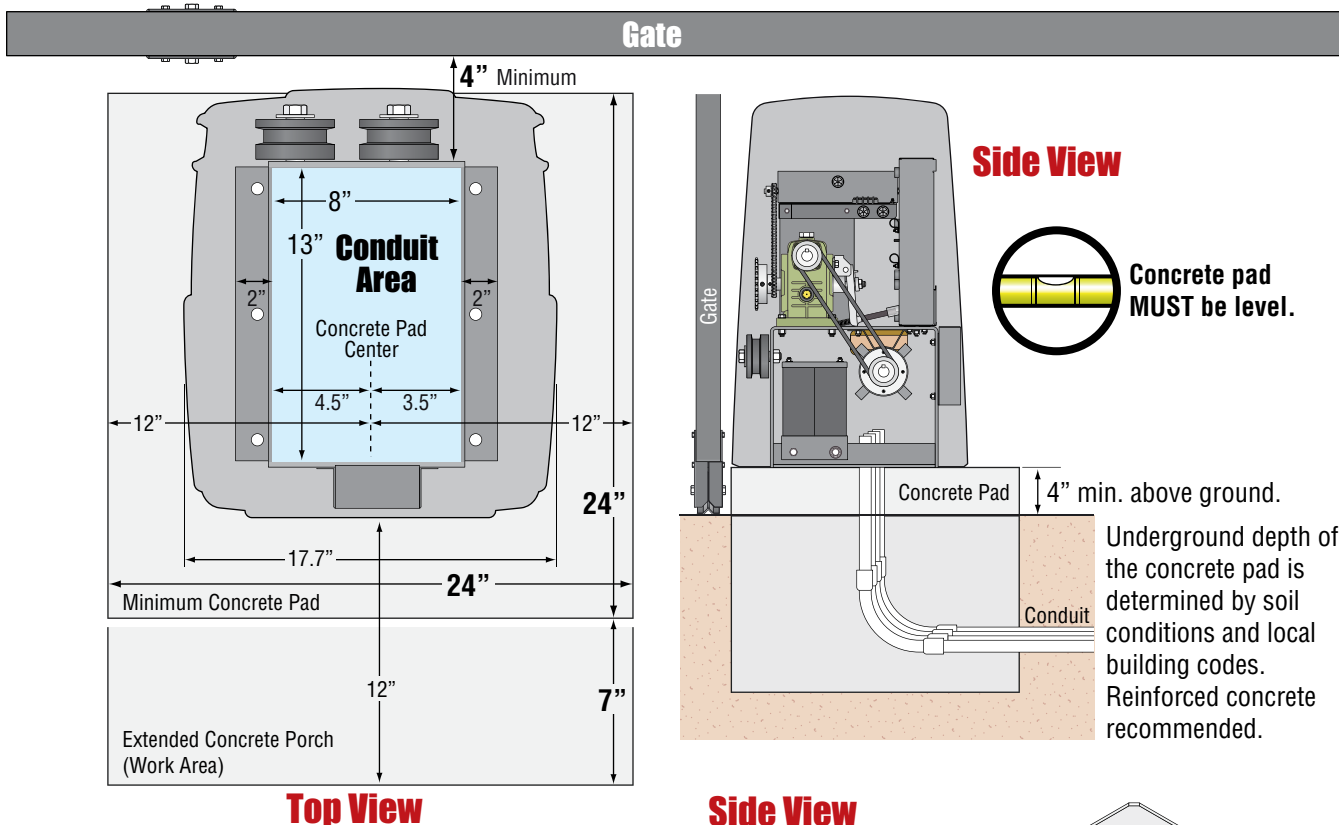 Gate
4” Minimum
8”
13”
Conduit
Area
2”
2”
Concrete Pad
Center
4.5”
3.5”
12”
12”
24”
17.7”
24”
Minimum Concrete Pad
12”
7”
Extended Concrete Porch
(Work Area)
Top View
Side View
Gate
Concrete pad
MUST be level.
Concrete Pad
4” min. above ground.
Underground depth of
the concrete pad is
determined by soil
conditions and local
building codes.
Reinforced concrete
recommended.
Conduit
Side View